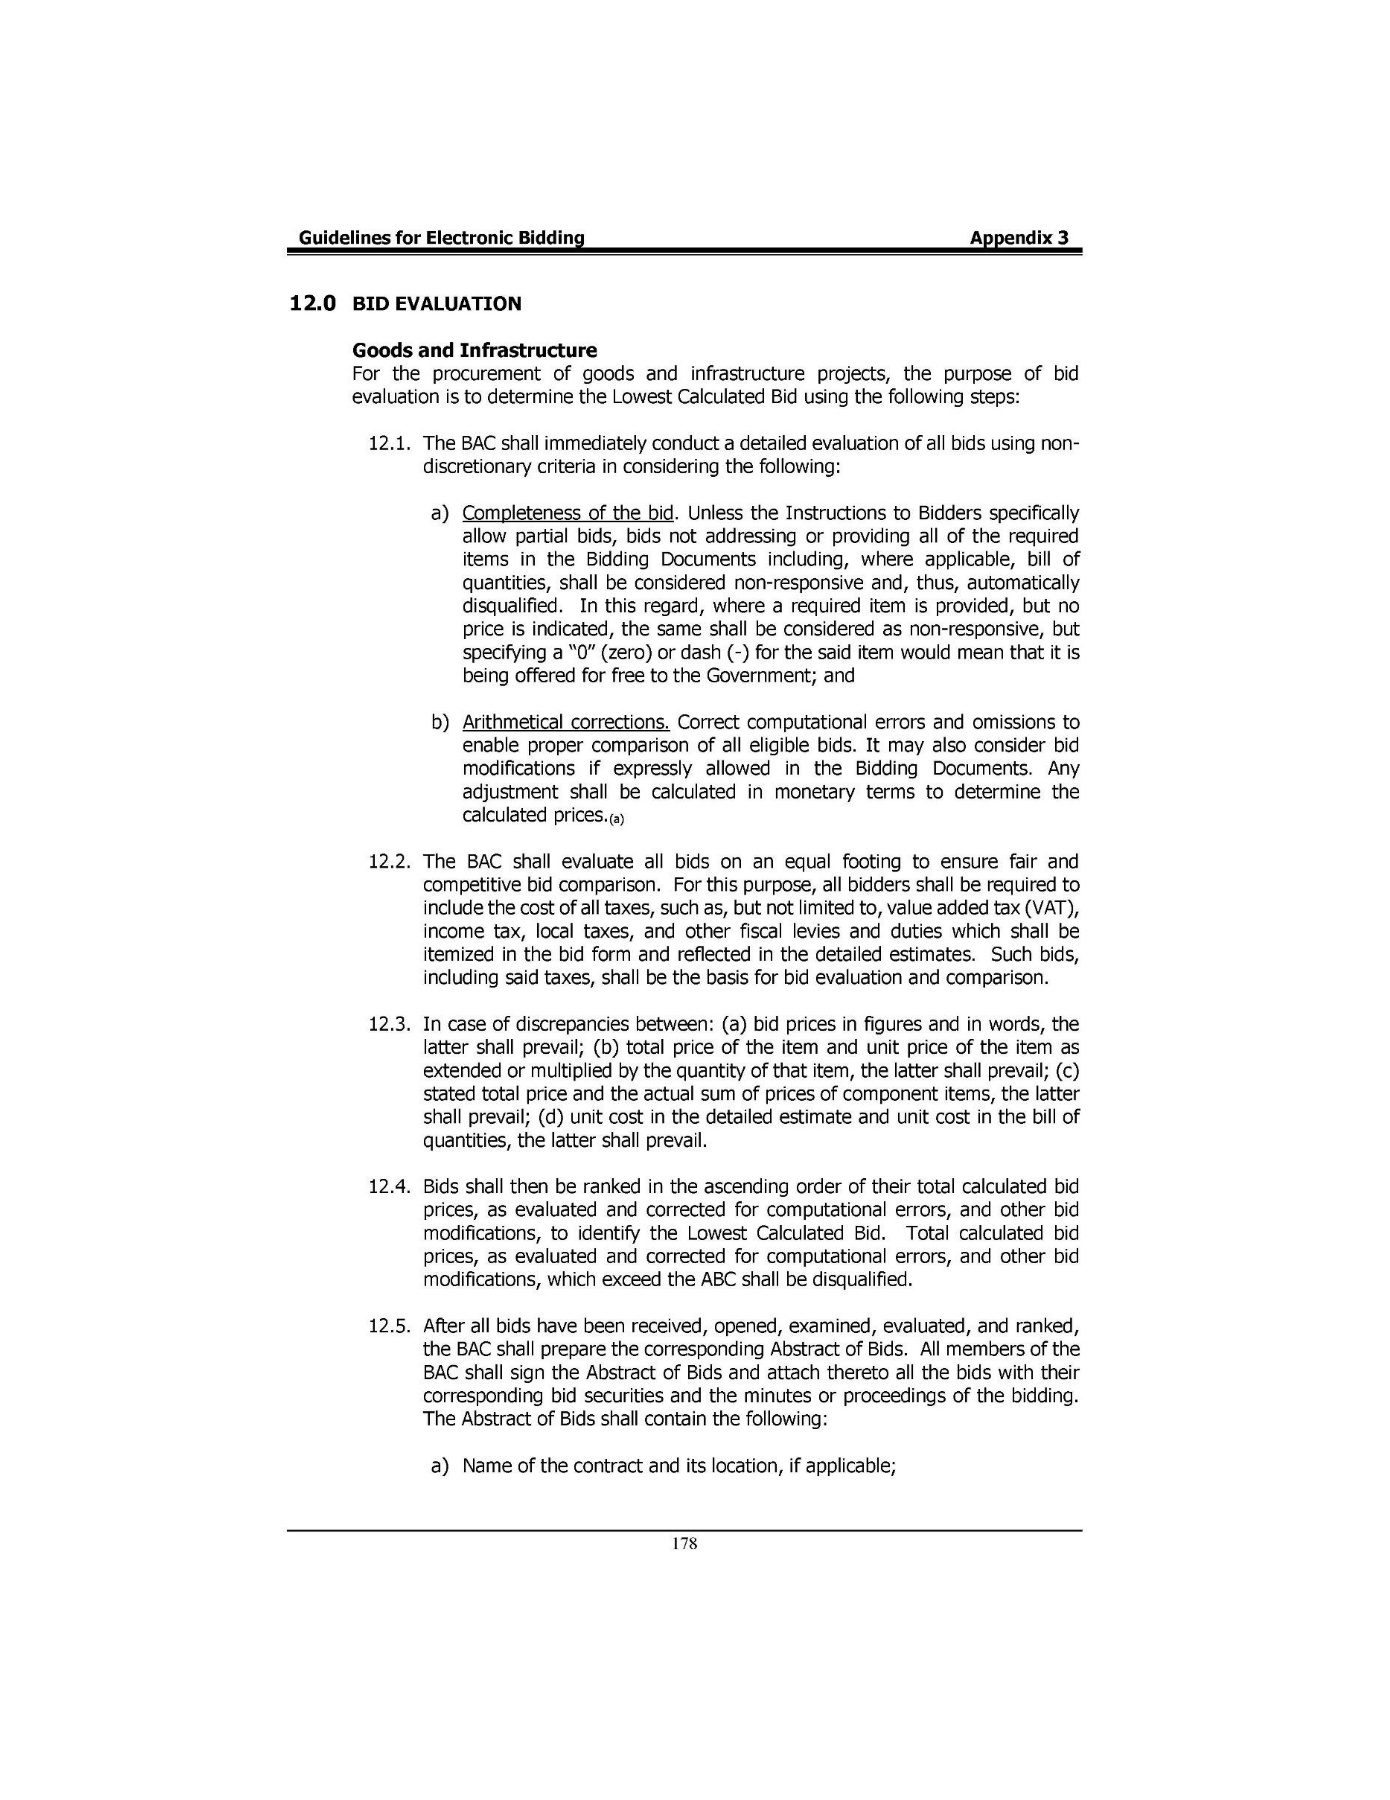 Guidelines for Electronic Bidding Appendix 3
12.0 BID EVALUATION
Goods and Infrastructure
For the procurement of goods and infrastructure projects, the purpose of bid
evaluation is to determine the Lowest Calculated Bid using the following steps:
12.1. The BAC shall immediately conduct a detailed evaluation of all bids using non-
discretionary criteria in considering the following:
a) Completeness of the bid. Unless the Instructions to Bidders specifically
allow partial bids, bids not addressing or providing all of the required
items in the Bidding Documents including, where applicable, bill of
quantities, shall be considered non-responsive and, thus, automatically
disqualified. In this regard, where a required item is provided, but no
price is indicated, the same shall be considered as non-responsive, but
specifying a "0" (zero) or dash (-) for the said item would mean that it is
being offered for free to the Government; and
b) Arithmetical corrections. Correct computational errors and omissions to
enable proper comparison of all eligible bids. It may also consider bid
modifications if expressly allowed in the Bidding Documents. Any
adjustment shall be calculated in monetary terms to determine the
calculated prices.(a)
12.2. The BAC shall evaluate all bids on an equal footing to ensure fair and
competitive bid comparison. For this purpose, all bidders shall be required to
include the cost of all taxes, such as, but not limited to, value added tax (VAT),
income tax, local taxes, and other fiscal levies and duties which shall be
itemized in the bid form and reflected in the detailed estimates. Such bids,
including said taxes, shall be the basis for bid evaluation and comparison.
12.3. In case of discrepancies between: (a) bid prices in figures and in words, the
latter shall prevail; (b) total price of the item and unit price of the item as
extended or multiplied by the quantity of that item, the latter shall prevail; (c)
stated total price and the actual sum of prices of component items, the latter
shall prevail; (d) unit cost in the detailed estimate and unit cost in the bill of
quantities, the latter shall prevail.
12.4. Bids shall then be ranked in the ascending order of their total calculated bid
prices, as evaluated and corrected for computational errors, and other bid
modifications, to identify the Lowest Calculated Bid. Total calculated bid
prices, as evaluated and corrected for computational errors, and other bid
modifications, which exceed the ABC shall be disqualified.
12.5. After all bids have been received, opened, examined, evaluated, and ranked,
the BAC shall prepare the corresponding Abstract of Bids. All members of the
BAC shall sign the Abstract of Bids and attach thereto all the bids with their
corresponding bid securities and the minutes or proceedings of the bidding.
The Abstract of Bids shall contain the following:
a) Name of the contract and its location, if applicable;
178